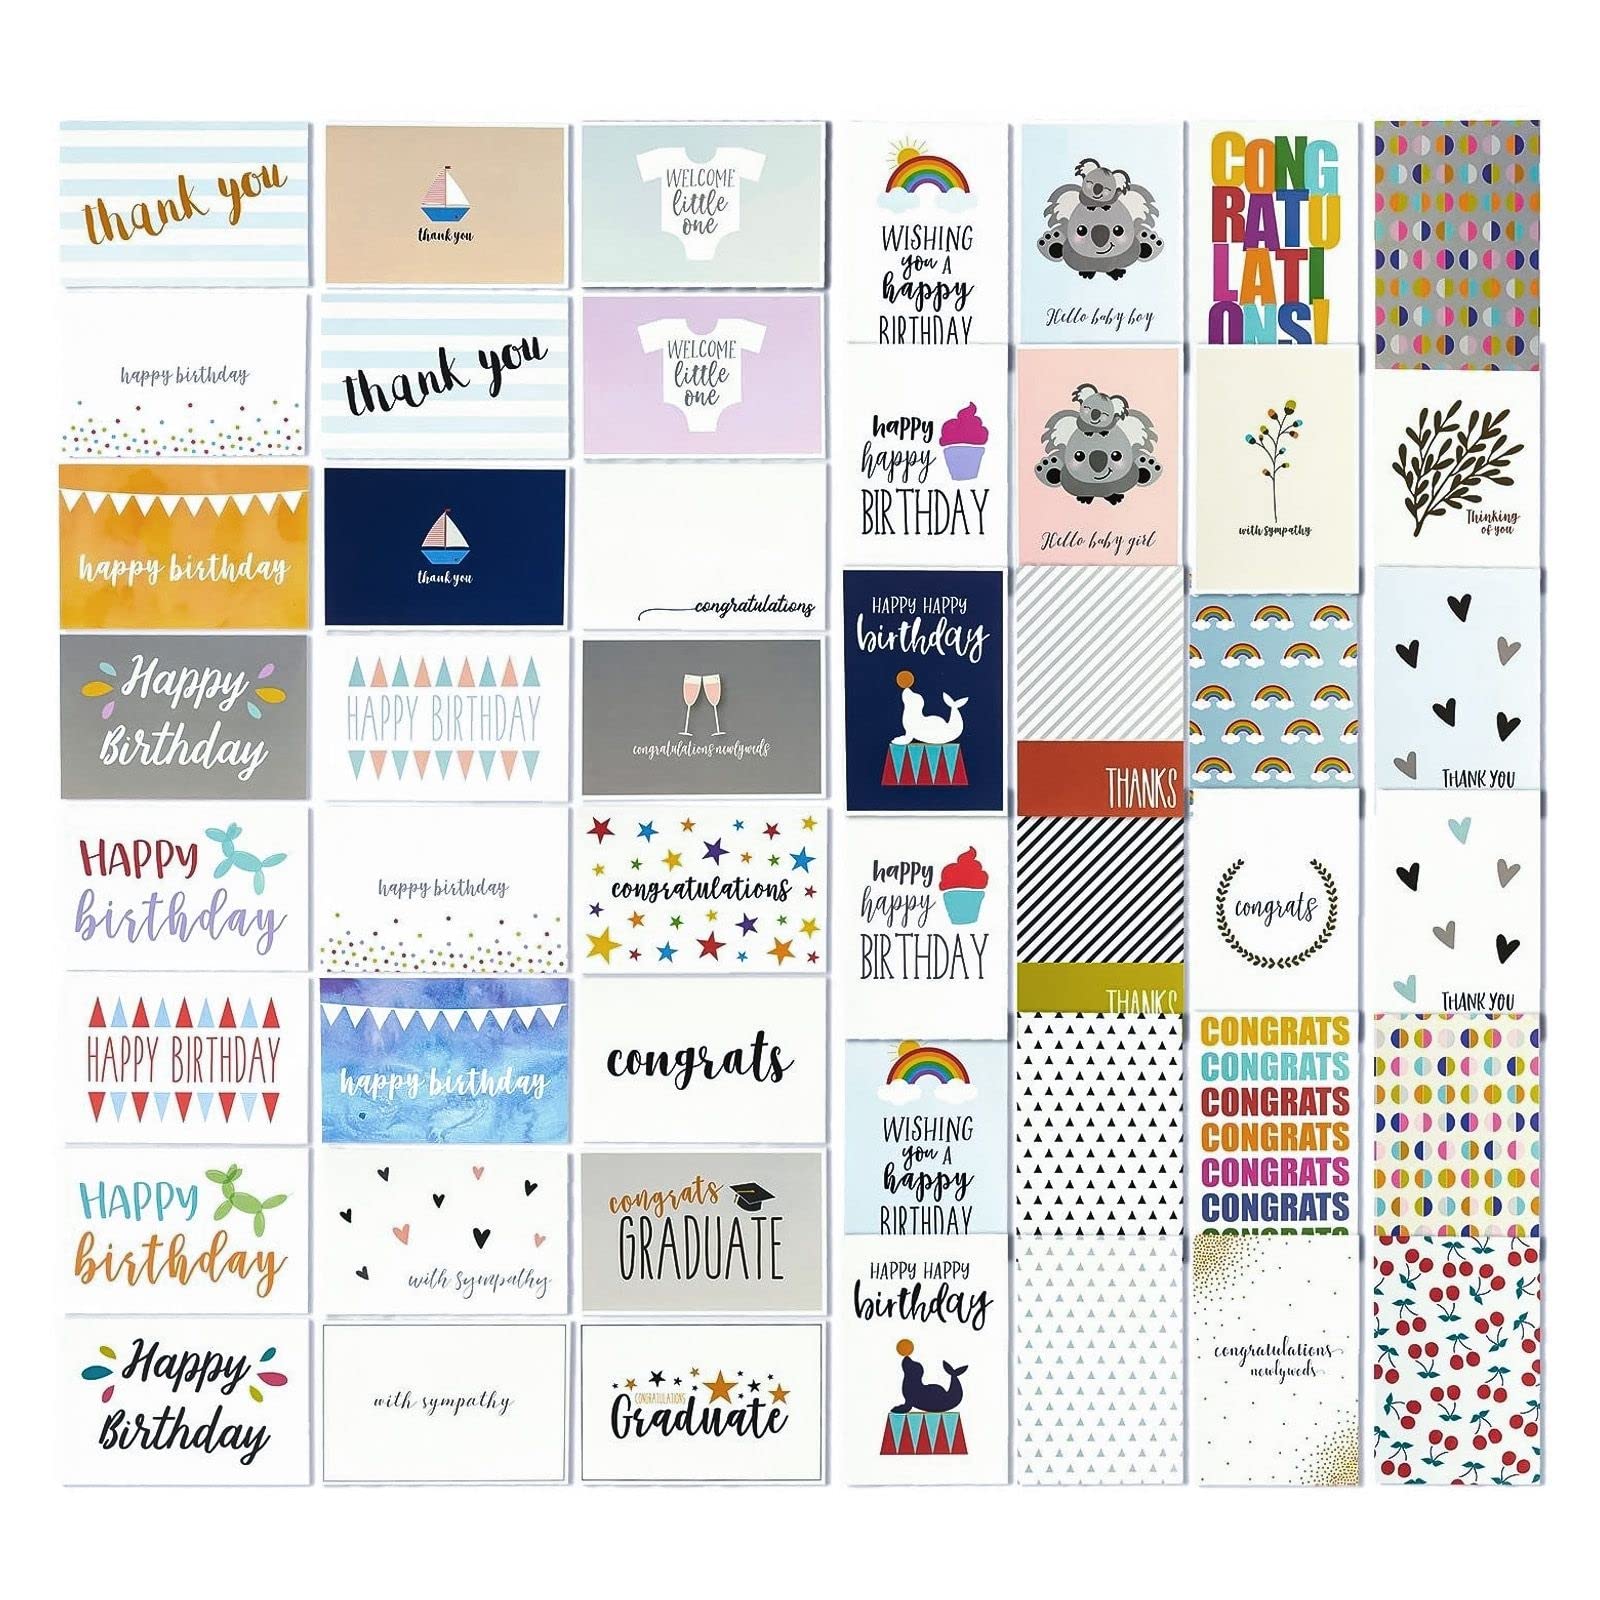 thank you
happy birthday
happy birthday
Happy
Birthday
HAPPY
birthday
HAPPY BIRTHDAY
HAPPY
birthday
Happy
Birthday
thank you
thank you
thank you
HAPPY BIRTHDAY
happy birthday
happy birthday
with sympathy
with sympathy
WELCOME
little
one
WELCOME
little
one
congratulations
congratulations newlyweds
congratulations
congrats
congrats
GRADUATE
CONGRATULATIONS
Graduate
WISHING
you A
happy
BIRTHDAY
happy
happy
BIRTHDAY
HAPPY HAPPY
birthday
happy
happy
BIRTHDAY
WISHING
you A
happy
BIRTHDAY
HAPPY HAPPY
birthday
Hello baby boy
Hello baby girl
THANKS
THANKS
CONG
RATU
LATI
ONS!
with sympathy
congrats
CONGRATS
CONGRATS
CONGRATS
CONGRATS
CONGRATS
CONGRATS
CONGRATS
congratulations
newlyweds
Thinking
of you
THANK YOU
THANK YOU